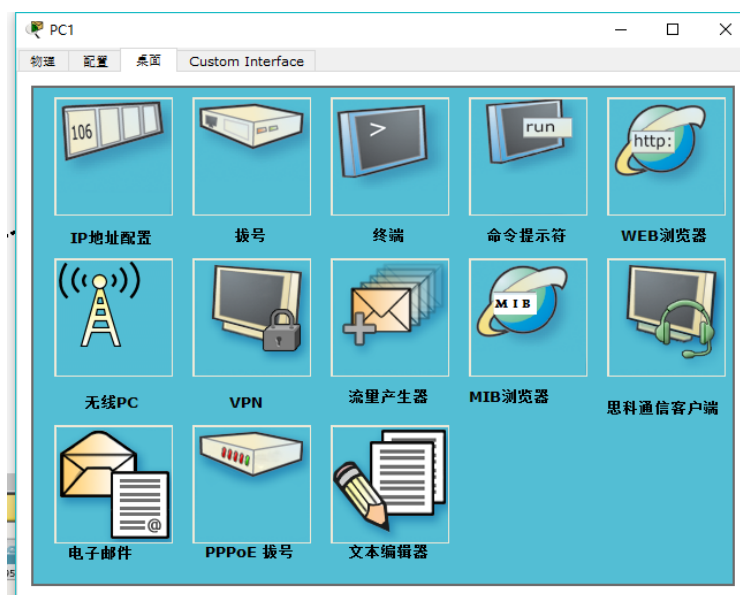 PC1
物理 配置 桌面 Custom Interface
106
>
run
http:
IP地址配置 拔号 终端 命令提示符 WEB浏览器
MIB
无线PC VPN 流量产生器 MIB浏览器 思科通信客户端
@
电子邮件 PPPoE 拔号 文本编辑器